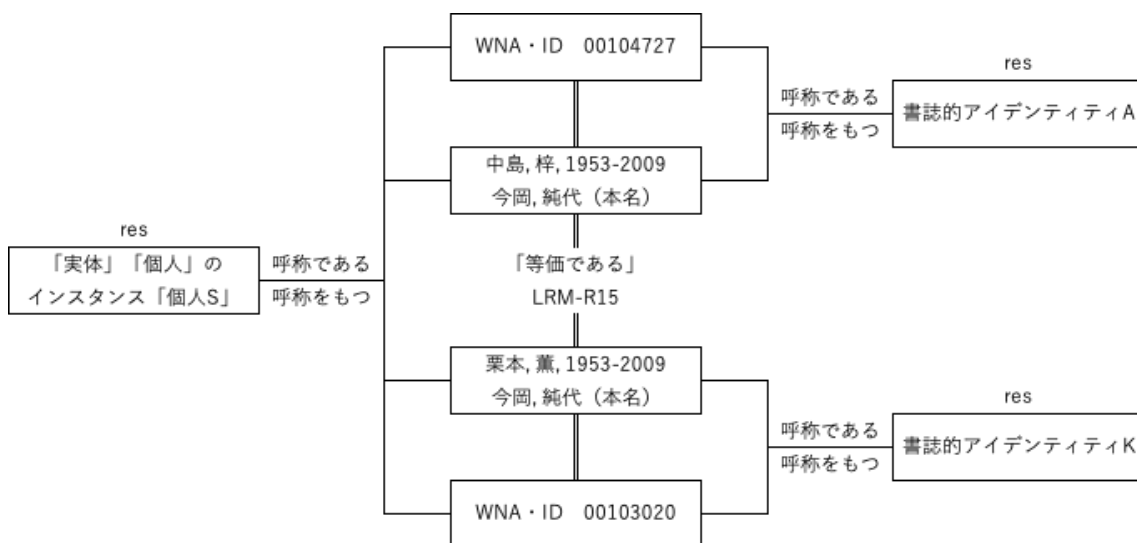 WNA・ID　00104727
res
呼称である
呼称をもつ
書誌的アイデンティティA
中島, 梓, 1953-2009
今岡, 純代（本名）
res
「実体」「個人」の
インスタンス「個人S」
呼称である
呼称をもつ
「等価である」
LRM-R15
栗本, 薫, 1953-2009
今岡, 純代（本名）
res
呼称である
呼称をもつ
書誌的アイデンティティK
WNA・ID　00103020